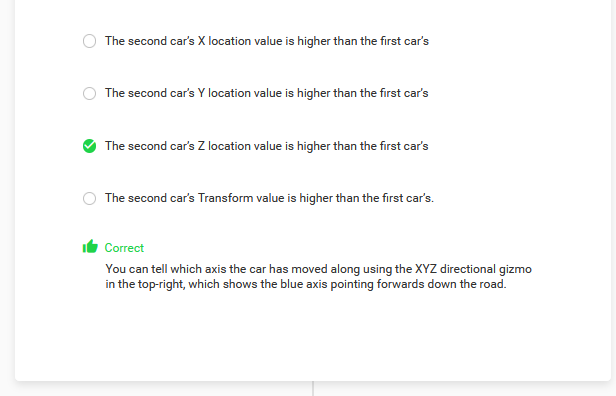 The second car's X location value is higher than the first car's
The second car's Y location value is higher than the first car's
The second car's Z location value is higher than the first car's
The second car's Transform value is higher than the first car's.
Correct
You can tell which axis the car has moved along using the XYZ directional gizmo
in the top-right, which shows the blue axis pointing forwards down the road.